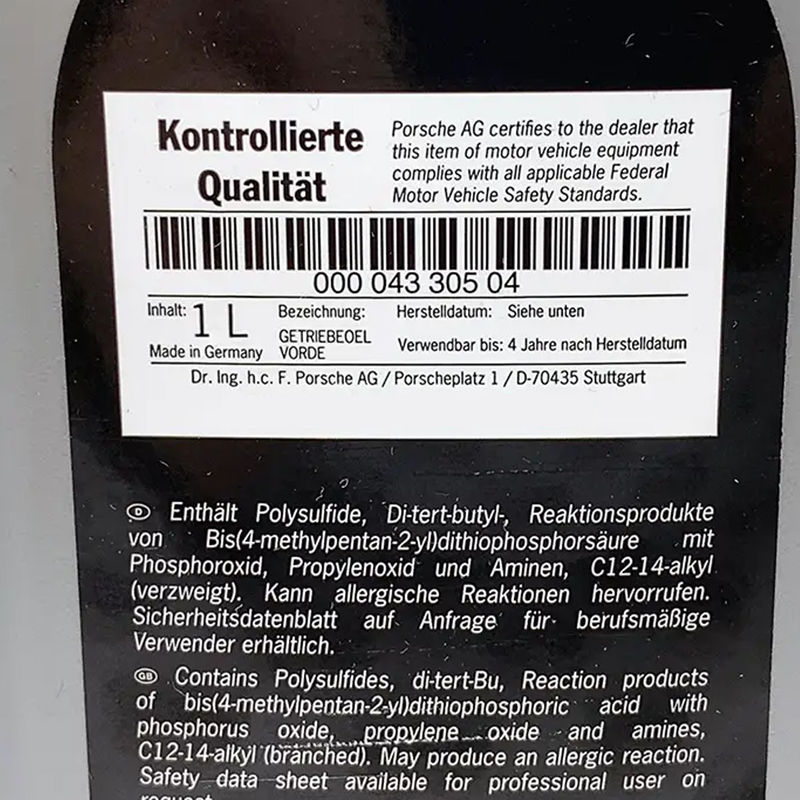 Kontrollierte
Qualität
Porsche AG certifies to the dealer that
this item of motor vehicle equipment
complies with all applicable Federal
Motor Vehicle Safety Standards.
000 043 305 04
Inhalt: 1 L
Made in Germany
Bezeichnung:
GETRIEBEOEL
VORDE
Herstelldatum: Siehe unten
Verwendbar bis: 4 Jahre nach Herstelldatum
Dr. Ing. h.c. F. Porsche AG / Porscheplatz 1 / D-70435 Stuttgart
D Enthält Polysulfide, Di-tert-butyl-, Reaktionsprodukte
von Bis(4-methylpentan-2-yl)dithiophosphorsäure mit
Phosphoroxid, Propylenoxid und Aminen, C12-14-alkyl
(verzweigt). Kann allergische Reaktionen hervorrufen.
Sicherheitsdatenblatt auf Anfrage für berufsmäßige
Verwender erhältlich.
GB Contains Polysulfides, di-tert-Bu, Reaction products
of bis(4-methylpentan-2-yl)dithiophosphoric acid with
phosphorus oxide, propylene oxide and amines,
C12-14-alkyl (branched). May produce an allergic reaction.
Safety data sheet available for professional user on
request.